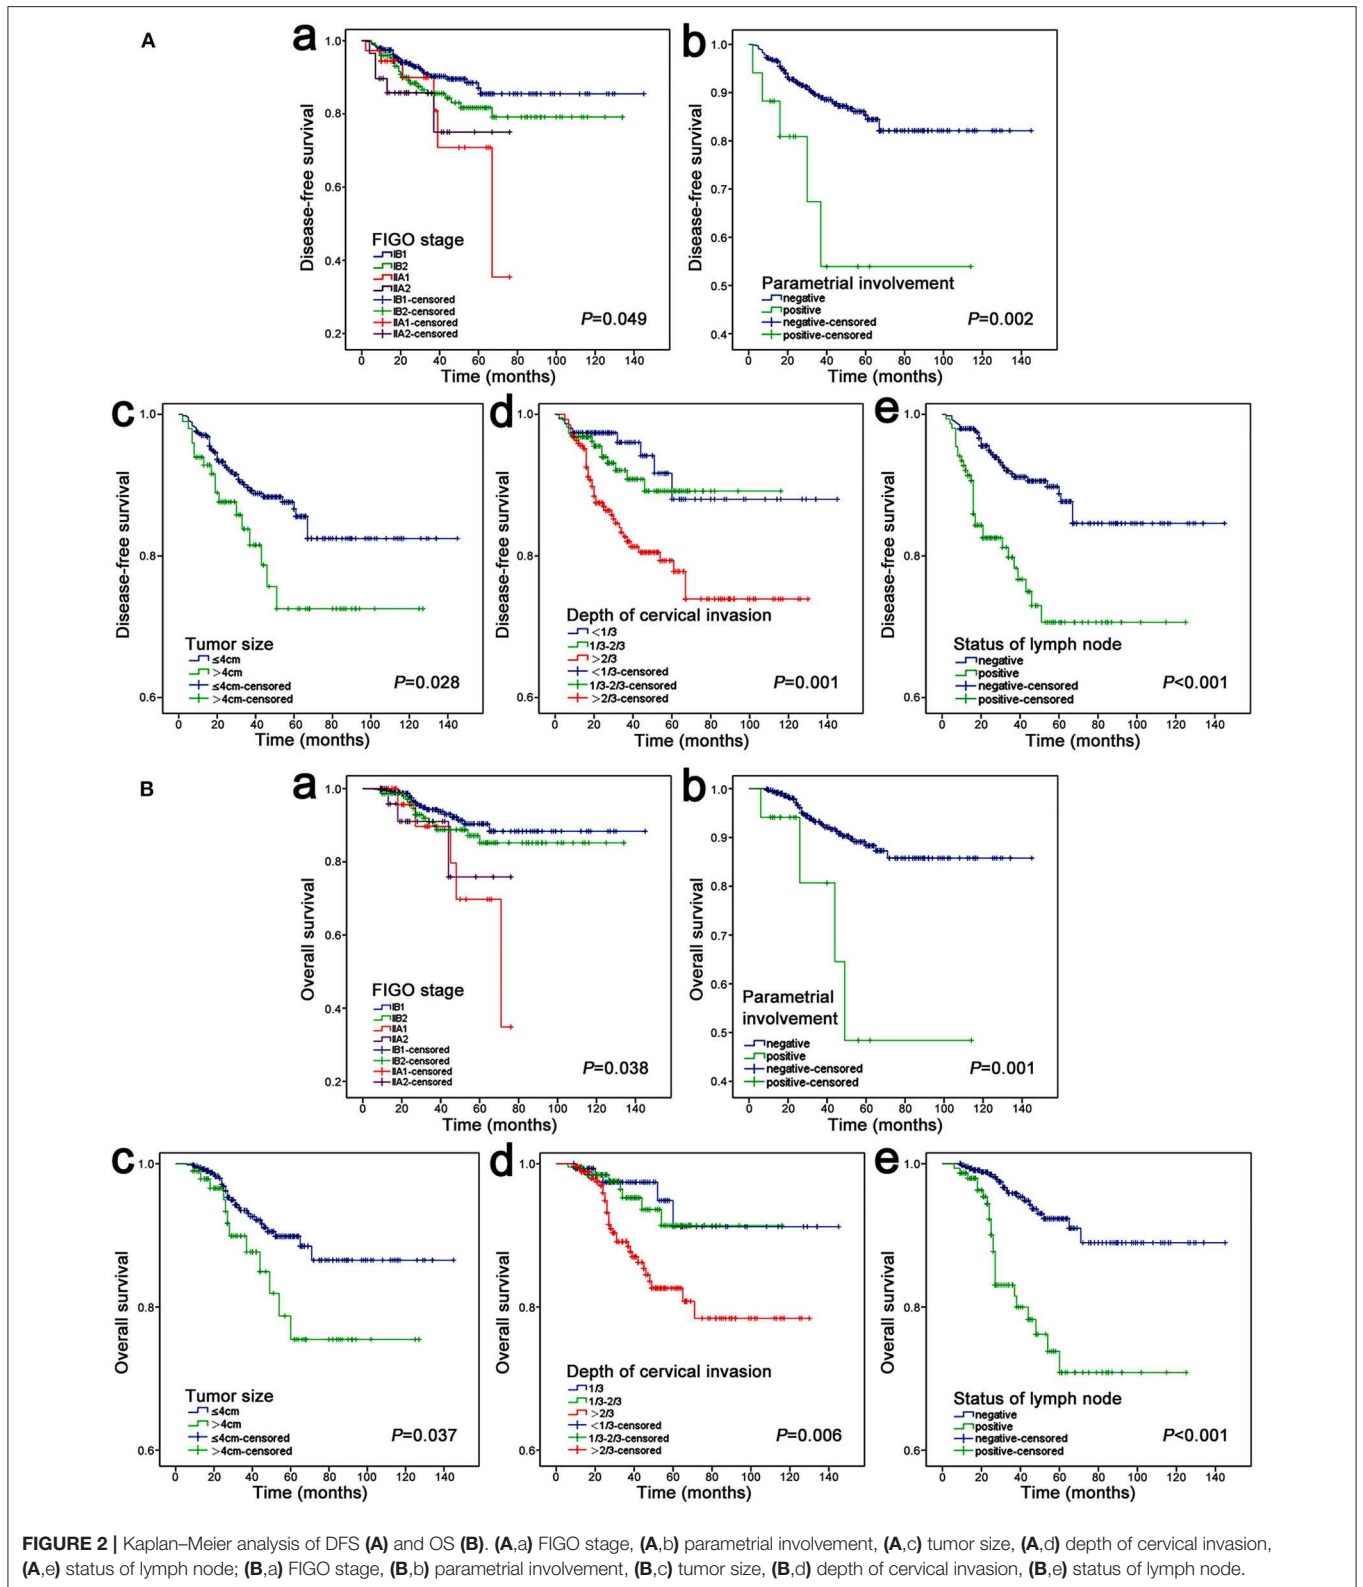 A
a
1.0
0.8
0.6
0.4
0.2
Disease-free survival
FIGO stage
IB1
IB2
IIA1
IIA2
IB1-censored
IB2-censored
IIA1-censored
IIA2-censored
P=0.049
0 20 40 60 80 100 120 140
Time (months)
b
1.0
0.9
0.8
0.7
0.6
0.5
0.4
Disease-free survival
Parametrial involvement
negative
positive
negative-censored
positive-censored
P=0.002
0 20 40 60 80 100 120 140
Time (months)
c
1.0
0.8
0.6
Disease-free survival
Tumor size
≤4cm
>4cm
≤4cm-censored
>4cm-censored
P=0.028
0 20 40 60 80 100 120 140
Time (months)
d
1.0
0.8
0.6
Disease-free survival
Depth of cervical invasion
<1/3
1/3-2/3
>2/3
<1/3-censored
1/3-2/3-censored
>2/3-censored
P=0.001
0 20 40 60 80 100 120 140
Time (months)
e
1.0
0.8
0.6
Disease-free survival
Status of lymph node
negative
positive
negative-censored
positive-censored
P<0.001
0 20 40 60 80 100 120 140
Time (months)
B
a
1.0
0.8
0.6
0.4
0.2
Overall survival
FIGO stage
IB1
IIB2
IIA1
IIA2
IB1-censored
IB2-censored
IIA1-censored
IIA2-censored
P=0.038
0 20 40 60 80 100 120 140
Time (months)
b
1.0
0.9
0.8
0.7
0.6
0.5
0.4
Overall survival
Parametrial
involvement
negative
positive
negative-censored
positive-censored
P=0.001
0 20 40 60 80 100 120 140
Time (months)
c
1.0
0.8
0.6
Overall survival
Tumor size
≤4cm
>4cm
≤4cm-censored
>4cm-censored
P=0.037
0 20 40 60 80 100 120 140
Time (months)
d
1.0
0.8
0.6
Overall survival
Depth of cervical invasion
1/3
1/3-2/3
>2/3
<1/3-censored
1/3-2/3-censored
>2/3-censored
P=0.006
0 20 40 60 80 100 120 140
Time (months)
e
1.0
0.8
0.6
Overall survival
Status of lymph node
negative
positive
negative-censored
positive-censored
P<0.001
0 20 40 60 80 100 120 140
Time (months)
FIGURE 2 | Kaplan–Meier analysis of DFS (A) and OS (B). (A,a) FIGO stage, (A,b) parametrial involvement, (A,c) tumor size, (A,d) depth of cervical invasion,
(A,e) status of lymph node; (B,a) FIGO stage, (B,b) parametrial involvement, (B,c) tumor size, (B,d) depth of cervical invasion, (B,e) status of lymph node.